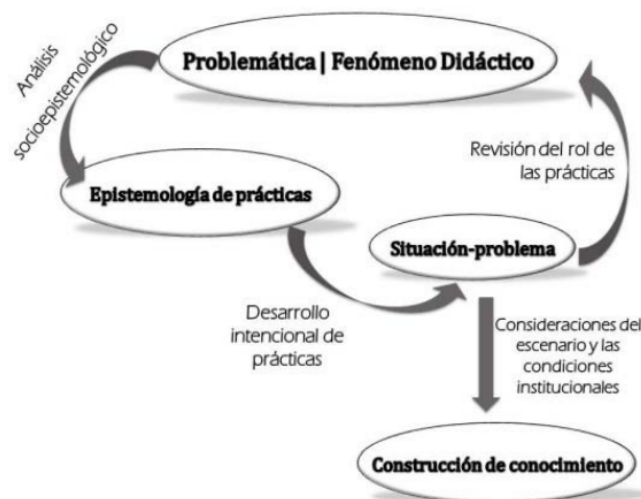 Análisis
socioepistemológico
Problemática | Fenómeno Didáctico
Revisión del rol de
las prácticas
Epistemología de prácticas
Situación-problema
Desarrollo
intencional de
prácticas
Consideraciones del
escenario y las
condiciones
institucionales
Construcción de conocimiento